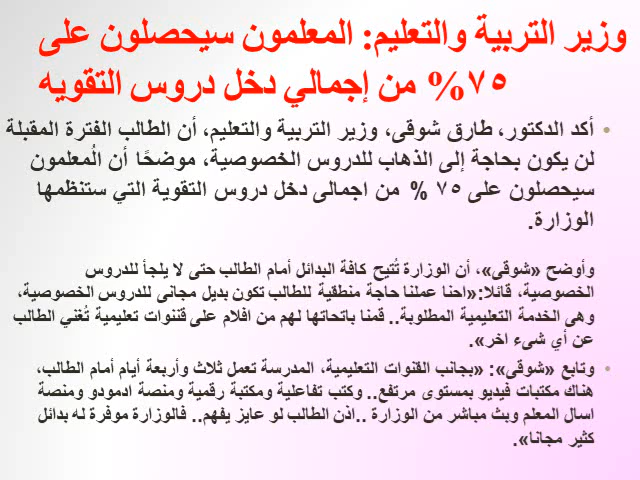 وزير التربية والتعليم: المعلمون سيحصلون على
٧٥% من إجمالي دخل دروس التقويه
• أكد الدكتور، طارق شوقى، وزير التربية والتعليم، أن الطالب الفترة المقبلة
لن يكون بحاجة إلى الذهاب للدروس الخصوصية، موضحًا أن الُمعلمون
سيحصلون على ٧٥ % من اجمالى دخل دروس التقوية التي ستنظمها
الوزارة.
وأوضح «شوقى»، أن الوزارة تُتيح كافة البدائل أمام الطالب حتى لا يلجأ للدروس
الخصوصية، قائلا:«احنا عملنا حاجة منطقية للطالب تكون بديل مجانى للدروس الخصوصية،
وهى الخدمة التعليمية المطلوبة.. قمنا باتحاتها لهم من افلام على قتنوات تعليمية تُغني الطالب
عن أي شىء اخر».
• وتابع «شوقى»: «بجانب القنوات التعليمية، المدرسة تعمل ثلاث وأربعة أيام أمام الطالب،
هناك مكتبات فيديو بمستوى مرتفع.. وكتب تفاعلية ومكتبة رقمية ومنصة ادمودو ومنصة
اسال المعلم وبث مباشر من الوزارة ..اذن الطالب لو عايز يفهم.. فالوزارة موفرة له بدائل
كثير مجانا».